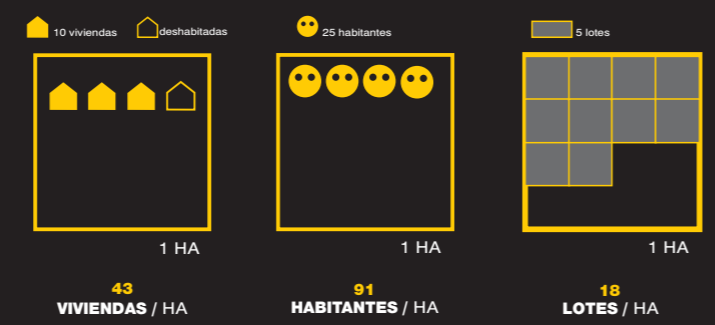 10 viviendas
deshabitadas
25 habitantes
5 lotes
1 HA
1 HA
1 HA
43
VIVIENDAS / HA
91
HABITANTES / HA
18
LOTES / HA